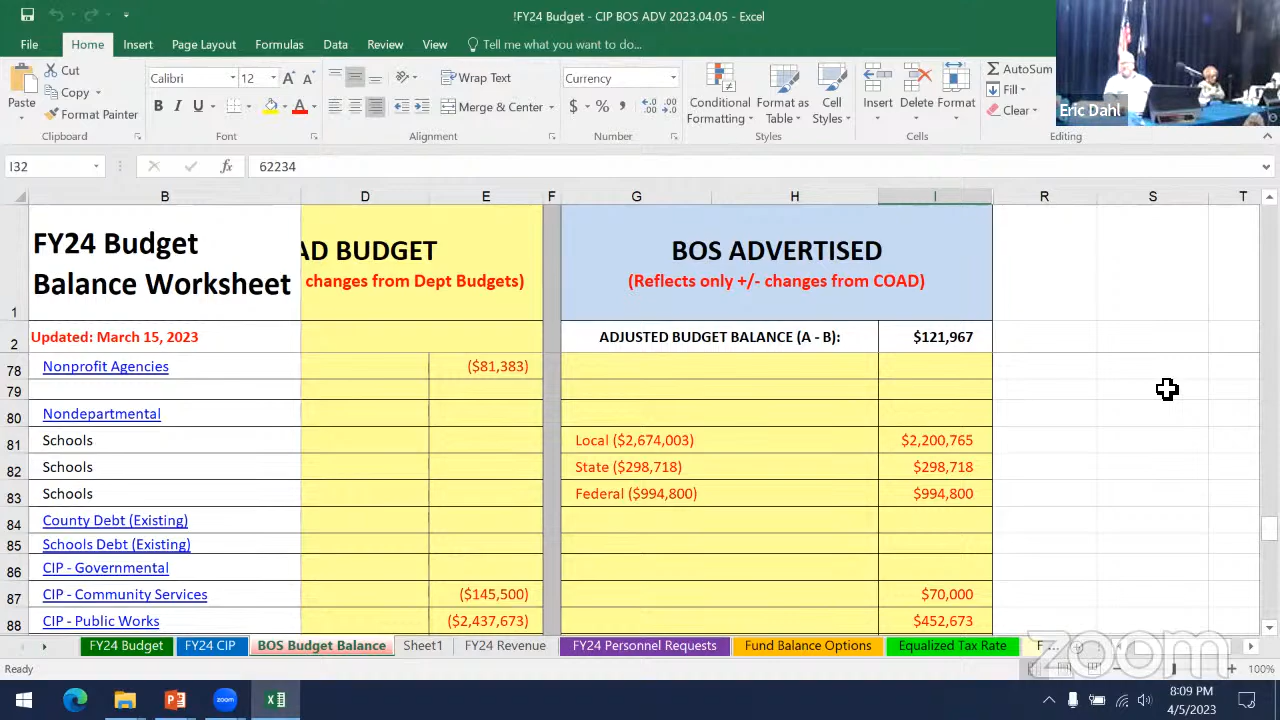 !FY24 Budget - CIP BOS ADV 2023.04.05 - Excel
File Home Insert Page Layout Formulas Data Review View Tell me what you want to do...
Paste Cut Copy Format Painter
Calibri 12
B I U A
Wrap Text
Merge & Center
Currency
$ % ,
Conditional Formatting Format as Table Cell Styles
Insert Delete Format
AutoSum
Fill
Clear
Eric Dahl
Clipboard Font Alignment Number Styles Cells Editing
I32 fx 62234
B D E F G H I R S T
1 FY24 Budget AD BUDGET BOS ADVERTISED
Balance Worksheet changes from Dept Budgets) (Reflects only +/- changes from COAD)
2 Updated: March 15, 2023 ADJUSTED BUDGET BALANCE (A - B): $121,967
78 Nonprofit Agencies ($81,383)
79
80 Nondepartmental
81 Schools Local ($2,674,003) $2,200,765
82 Schools State ($298,718) $298,718
83 Schools Federal ($994,800) $994,800
84 County Debt (Existing)
85 Schools Debt (Existing)
86 CIP - Governmental
87 CIP - Community Services ($145,500) $70,000
88 CIP - Public Works ($2,437,673) $452,673
FY24 Budget FY24 CIP BOS Budget Balance Sheet1 FY24 Revenue FY24 Personnel Requests Fund Balance Options Equalized Tax Rate F ...
Ready 100%
zoom
zoom
8:09 PM
4/5/2023